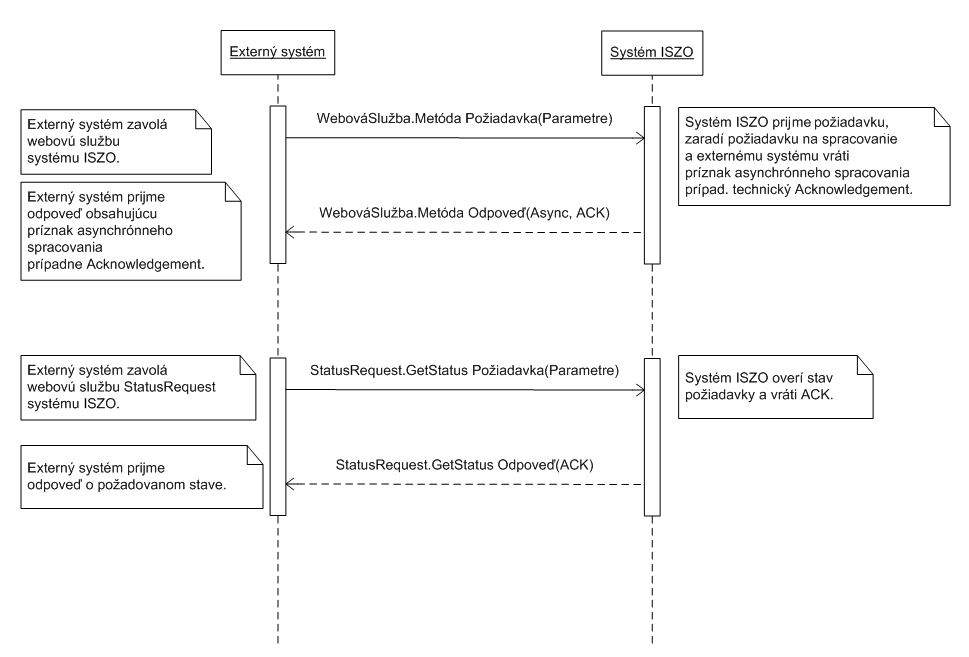 Externý systém
Systém ISZO
Externý systém zavolá
webovú službu
systému ISZO.
WebováSlužba.Metóda Požiadavka(Parametre)
Systém ISZO prijme požiadavku,
zaradí požiadavku na spracovanie
a externému systému vráti
príznak asynchrónneho spracovania
prípad. technický Acknowledgement.
Externý systém prijme
odpoveď obsahujúcu
príznak asynchrónneho
spracovania
prípadne Acknowledgement.
WebováSlužba.Metóda Odpoveď(Async, ACK)
Externý systém zavolá
webovú službu StatusRequest
systému ISZO.
StatusRequest.GetStatus Požiadavka(Parametre)
Systém ISZO overí stav
požiadavky a vráti ACK.
Externý systém prijme
odpoveď o požadovanom stave.
StatusRequest.GetStatus Odpoveď(ACK)